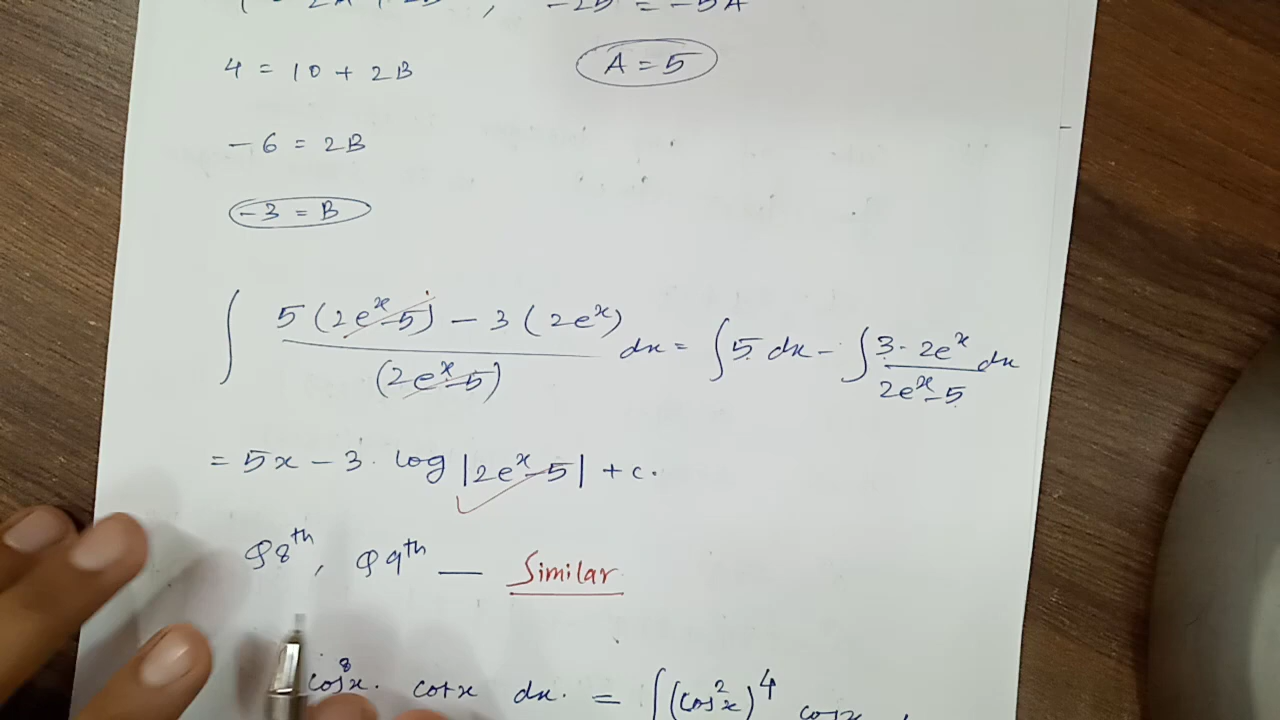 4 = 10 + 2B
A = 5
- 6 = 2B
- 3 = B
∫ 5(2eˣ-5) - 3(2eˣ) / (2eˣ-5) dx = ∫5 dx - ∫ 3·2eˣ / 2eˣ-5 dx
= 5x - 3· log |2eˣ-5| + c.
Q8ᵗʰ, Q9ᵗʰ — Similar
cos⁸x· cotx dx· = ∫(cos²x)⁴